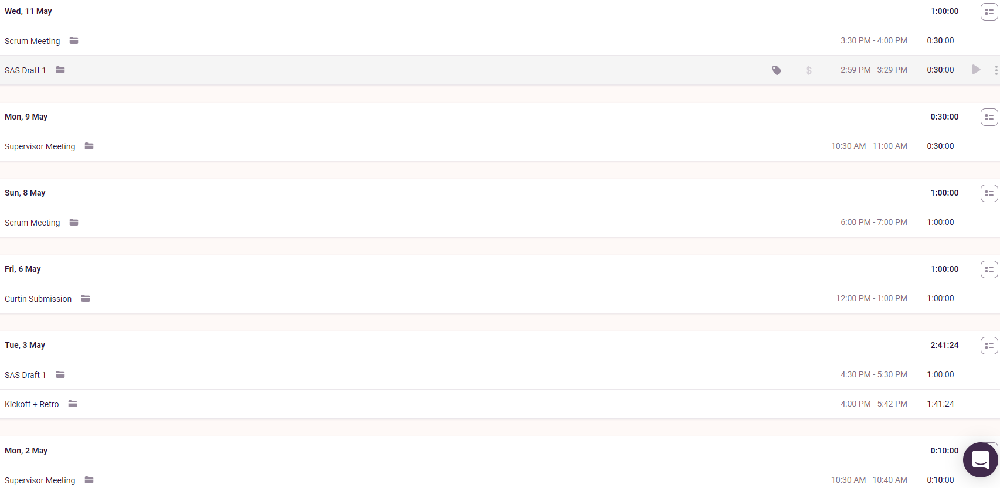 Wed, 11 May 1:00:00
Scrum Meeting 3:30 PM - 4:00 PM 0:30:00
SAS Draft 1 $ 2:59 PM - 3:29 PM 0:30:00
Mon, 9 May 0:30:00
Supervisor Meeting 10:30 AM - 11:00 AM 0:30:00
Sun, 8 May 1:00:00
Scrum Meeting 6:00 PM - 7:00 PM 1:00:00
Fri, 6 May 1:00:00
Curtin Submission 12:00 PM - 1:00 PM 1:00:00
Tue, 3 May 2:41:24
SAS Draft 1 4:30 PM - 5:30 PM 1:00:00
Kickoff + Retro 4:00 PM - 5:42 PM 1:41:24
Mon, 2 May 0:10:00
Supervisor Meeting 10:30 AM - 10:40 AM 0:10:00